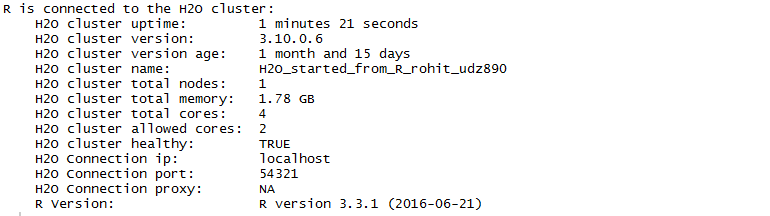 R is connected to the H2O cluster:
H2O cluster uptime: 1 minutes 21 seconds
H2O cluster version: 3.10.0.6
H2O cluster version age: 1 month and 15 days
H2O cluster name: H2O_started_from_R_rohit_udz890
H2O cluster total nodes: 1
H2O cluster total memory: 1.78 GB
H2O cluster total cores: 4
H2O cluster allowed cores: 2
H2O cluster healthy: TRUE
H2O Connection ip: localhost
H2O Connection port: 54321
H2O Connection proxy: NA
R Version: R version 3.3.1 (2016-06-21)